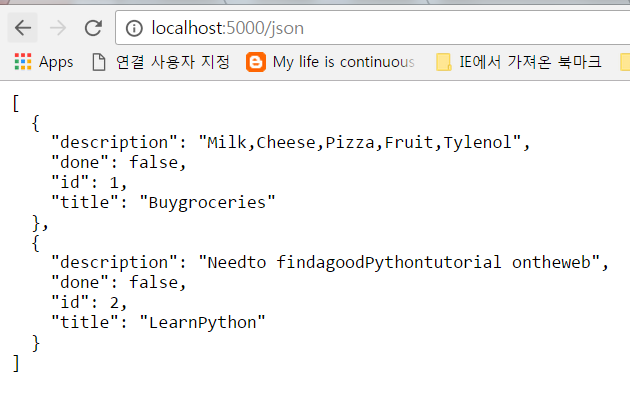 localhost:5000/json
Apps 연결 사용자 지정 My life is continuous IE에서 가져온 북마크
[
  {
    "description": "Milk,Cheese,Pizza,Fruit,Tylenol",
    "done": false,
    "id": 1,
    "title": "Buygroceries"
  },
  {
    "description": "Needto findagoodPythontutorial ontheweb",
    "done": false,
    "id": 2,
    "title": "LearnPython"
  }
]